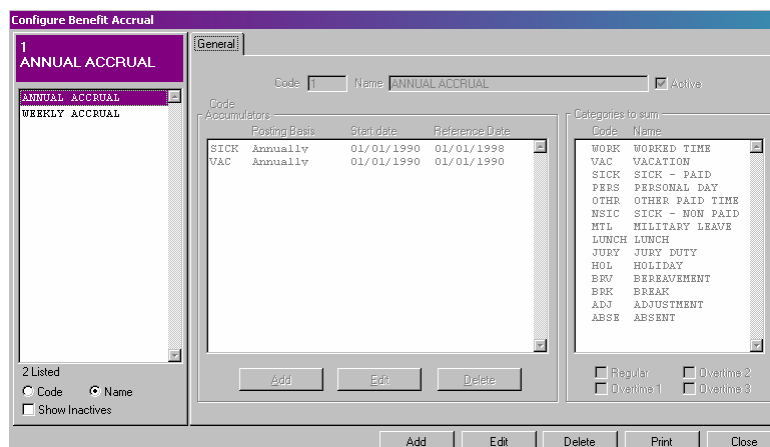 Configure Benefit Accrual
1
ANNUAL ACCRUAL
ANNUAL ACCRUAL
WEEKLY ACCRUAL
2 Listed
Code Name
Show Inactives
General
Code 1 Name ANNUAL ACCRUAL Active
Code
Accumulators
Posting Basis Start date Reference Date
SICK Annually 01/01/1990 01/01/1998
VAC Annually 01/01/1990 01/01/1990
Add Edit Delete
Categories to sum
Code Name
WORK WORKED TIME
VAC VACATION
SICK SICK - PAID
PERS PERSONAL DAY
OTHR OTHER PAID TIME
NSIC SICK - NON PAID
MTL MILITARY LEAVE
LUNCH LUNCH
JURY JURY DUTY
HOL HOLIDAY
BRV BEREAVEMENT
BRK BREAK
ADJ ADJUSTMENT
ABSE ABSENT
Regular Overtime 2
Overtime 1 Overtime 3
Add Edit Delete Print Close